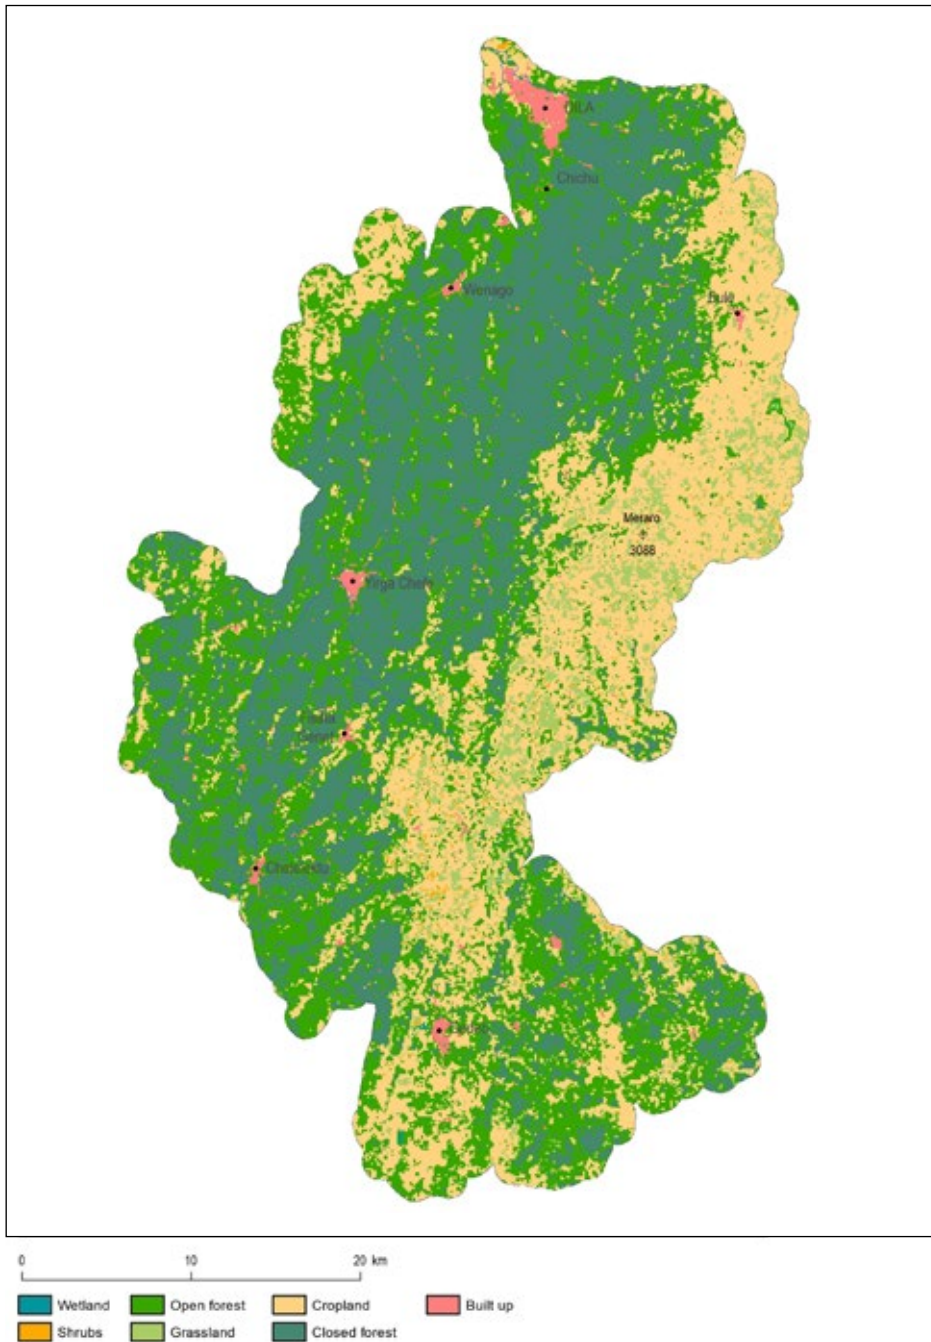 DILA
Chichu
Wenago
Bule
Meraro
3088
Yirga Chefe
Chelelektu
Gedeb
0 10 20 km
Wetland Open forest Cropland Built up
Shrubs Grassland Closed forest